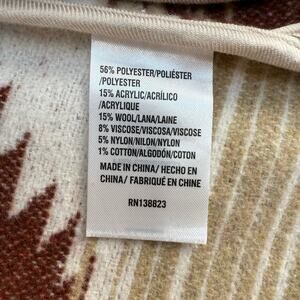 56% POLYESTER/POLIÉSTER
/POLYESTER
15% ACRYLIC/ACRÍLICO
/ACRYLIQUE
15% WOOL/LANA/LAINE
8% VISCOSE/VISCOSA/VISCOSE
5% NYLON/NILON/NYLON
1% COTTON/ALGODÓN/COTON
MADE IN CHINA/ HECHO EN
CHINA/ FABRIQUÉ EN CHINE
RN138823